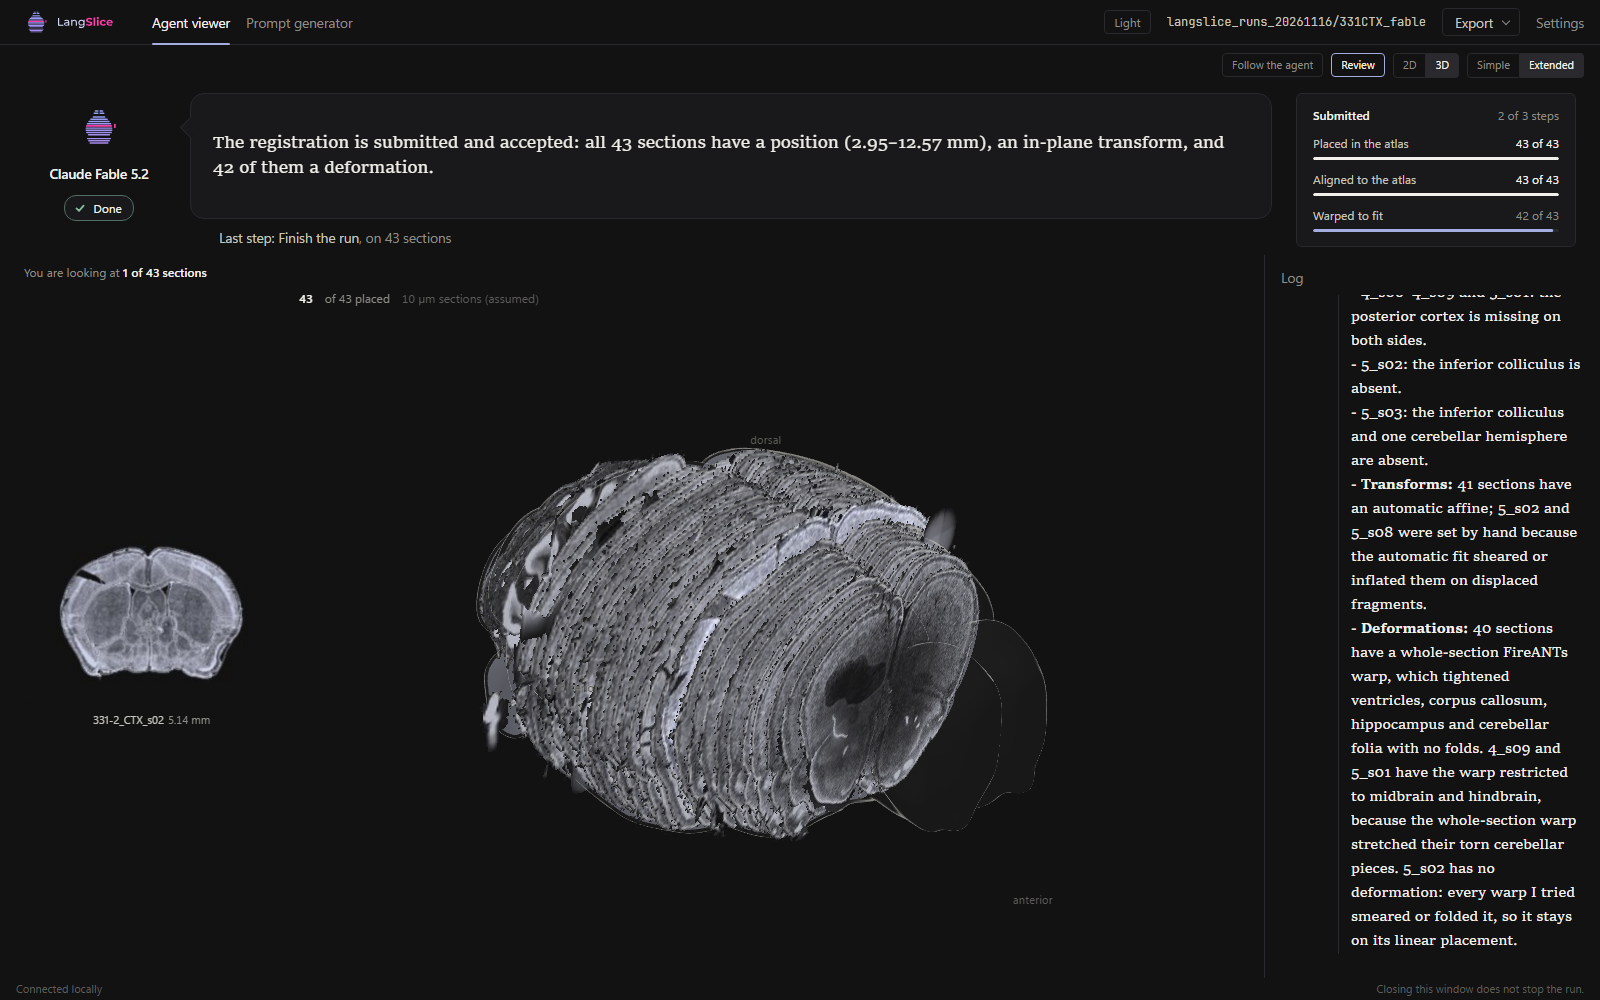 LangSlice
Agent viewer
Prompt generator
Light
langslice_runs_20261116/331CTX_fable
Export
Settings
Follow the agent
Review
2D
3D
Simple
Extended
Claude Fable 5.2
Done
The registration is submitted and accepted: all 43 sections have a position (2.95–12.57 mm), an in-plane transform, and
42 of them a deformation.
Last step: Finish the run, on 43 sections
Submitted
2 of 3 steps
Placed in the atlas
43 of 43
Aligned to the atlas
43 of 43
Warped to fit
42 of 43
You are looking at 1 of 43 sections
43 of 43 placed
10 µm sections (assumed)
dorsal
anterior
331-2_CTX_s02 5.14 mm
Log
posterior cortex is missing on
both sides.
- 5_s02: the inferior colliculus is
absent.
- 5_s03: the inferior colliculus
and one cerebellar hemisphere
are absent.
- Transforms: 41 sections have
an automatic affine; 5_s02 and
5_s08 were set by hand because
the automatic fit sheared or
inflated them on displaced
fragments.
- Deformations: 40 sections
have a whole-section FireANTs
warp, which tightened
ventricles, corpus callosum,
hippocampus and cerebellar
folia with no folds. 4_s09 and
5_s01 have the warp restricted
to midbrain and hindbrain,
because the whole-section warp
stretched their torn cerebellar
pieces. 5_s02 has no
deformation: every warp I tried
smeared or folded it, so it stays
on its linear placement.
Connected locally
Closing this window does not stop the run.